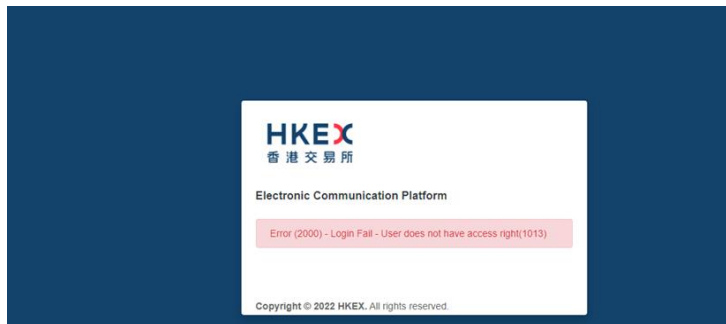 HKEX
香港交易所
Electronic Communication Platform
Error (2000) - Login Fail - User does not have access right(1013)
Copyright © 2022 HKEX. All rights reserved.